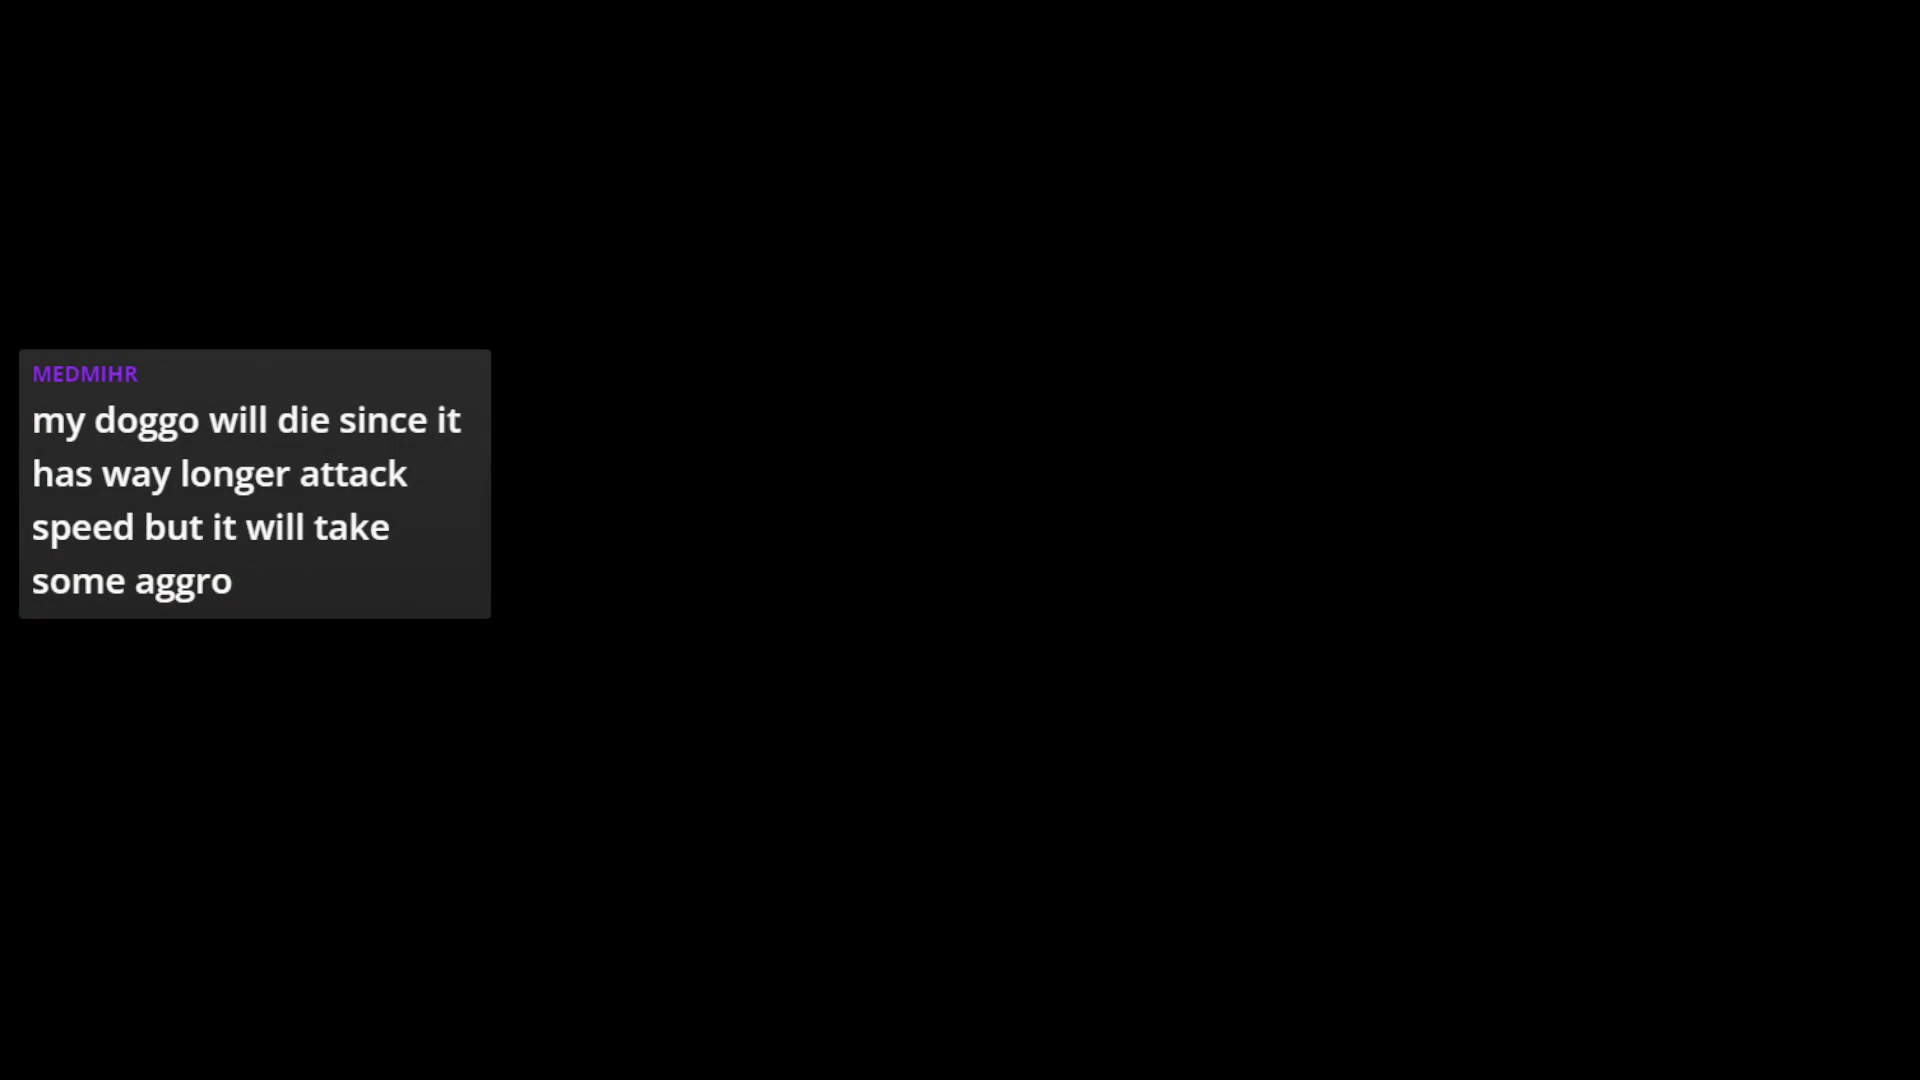 MEDMIHR
my doggo will die since it
has way longer attack
speed but it will take
some aggro